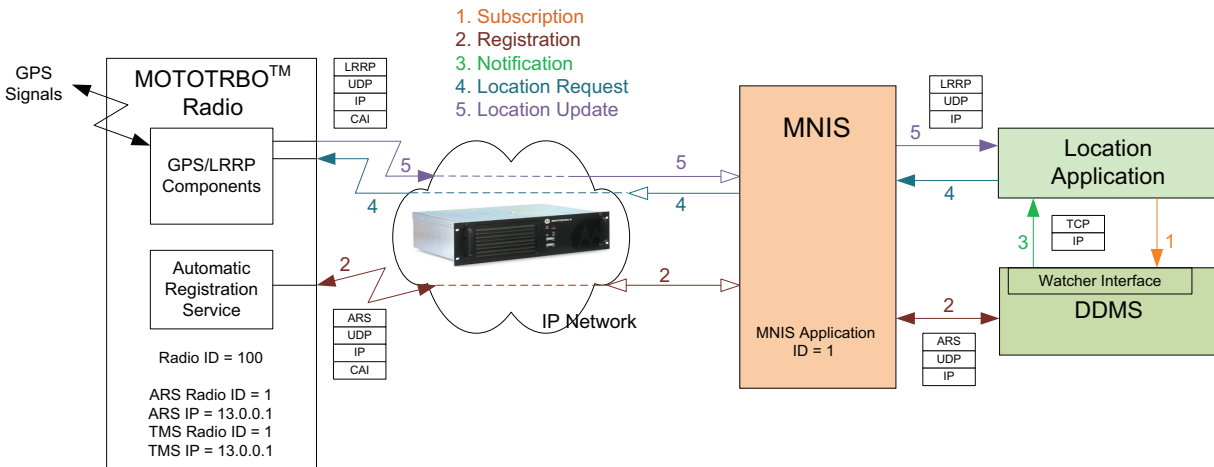 1. Subscription
2. Registration
3. Notification
4. Location Request
5. Location Update
GPS
Signals
MOTOTRBO™
Radio
GPS/LRRP
Components
Automatic
Registration
Service
Radio ID = 100
ARS Radio ID = 1
ARS IP = 13.0.0.1
TMS Radio ID = 1
TMS IP = 13.0.0.1
LRRP
UDP
IP
CAI
5
4
2
ARS
UDP
IP
CAI
MOTOROLA
IP Network
5
4
2
MNIS
MNIS Application
ID = 1
LRRP
UDP
IP
5
4
2
ARS
UDP
IP
Location
Application
3
TCP
IP
1
Watcher Interface
DDMS